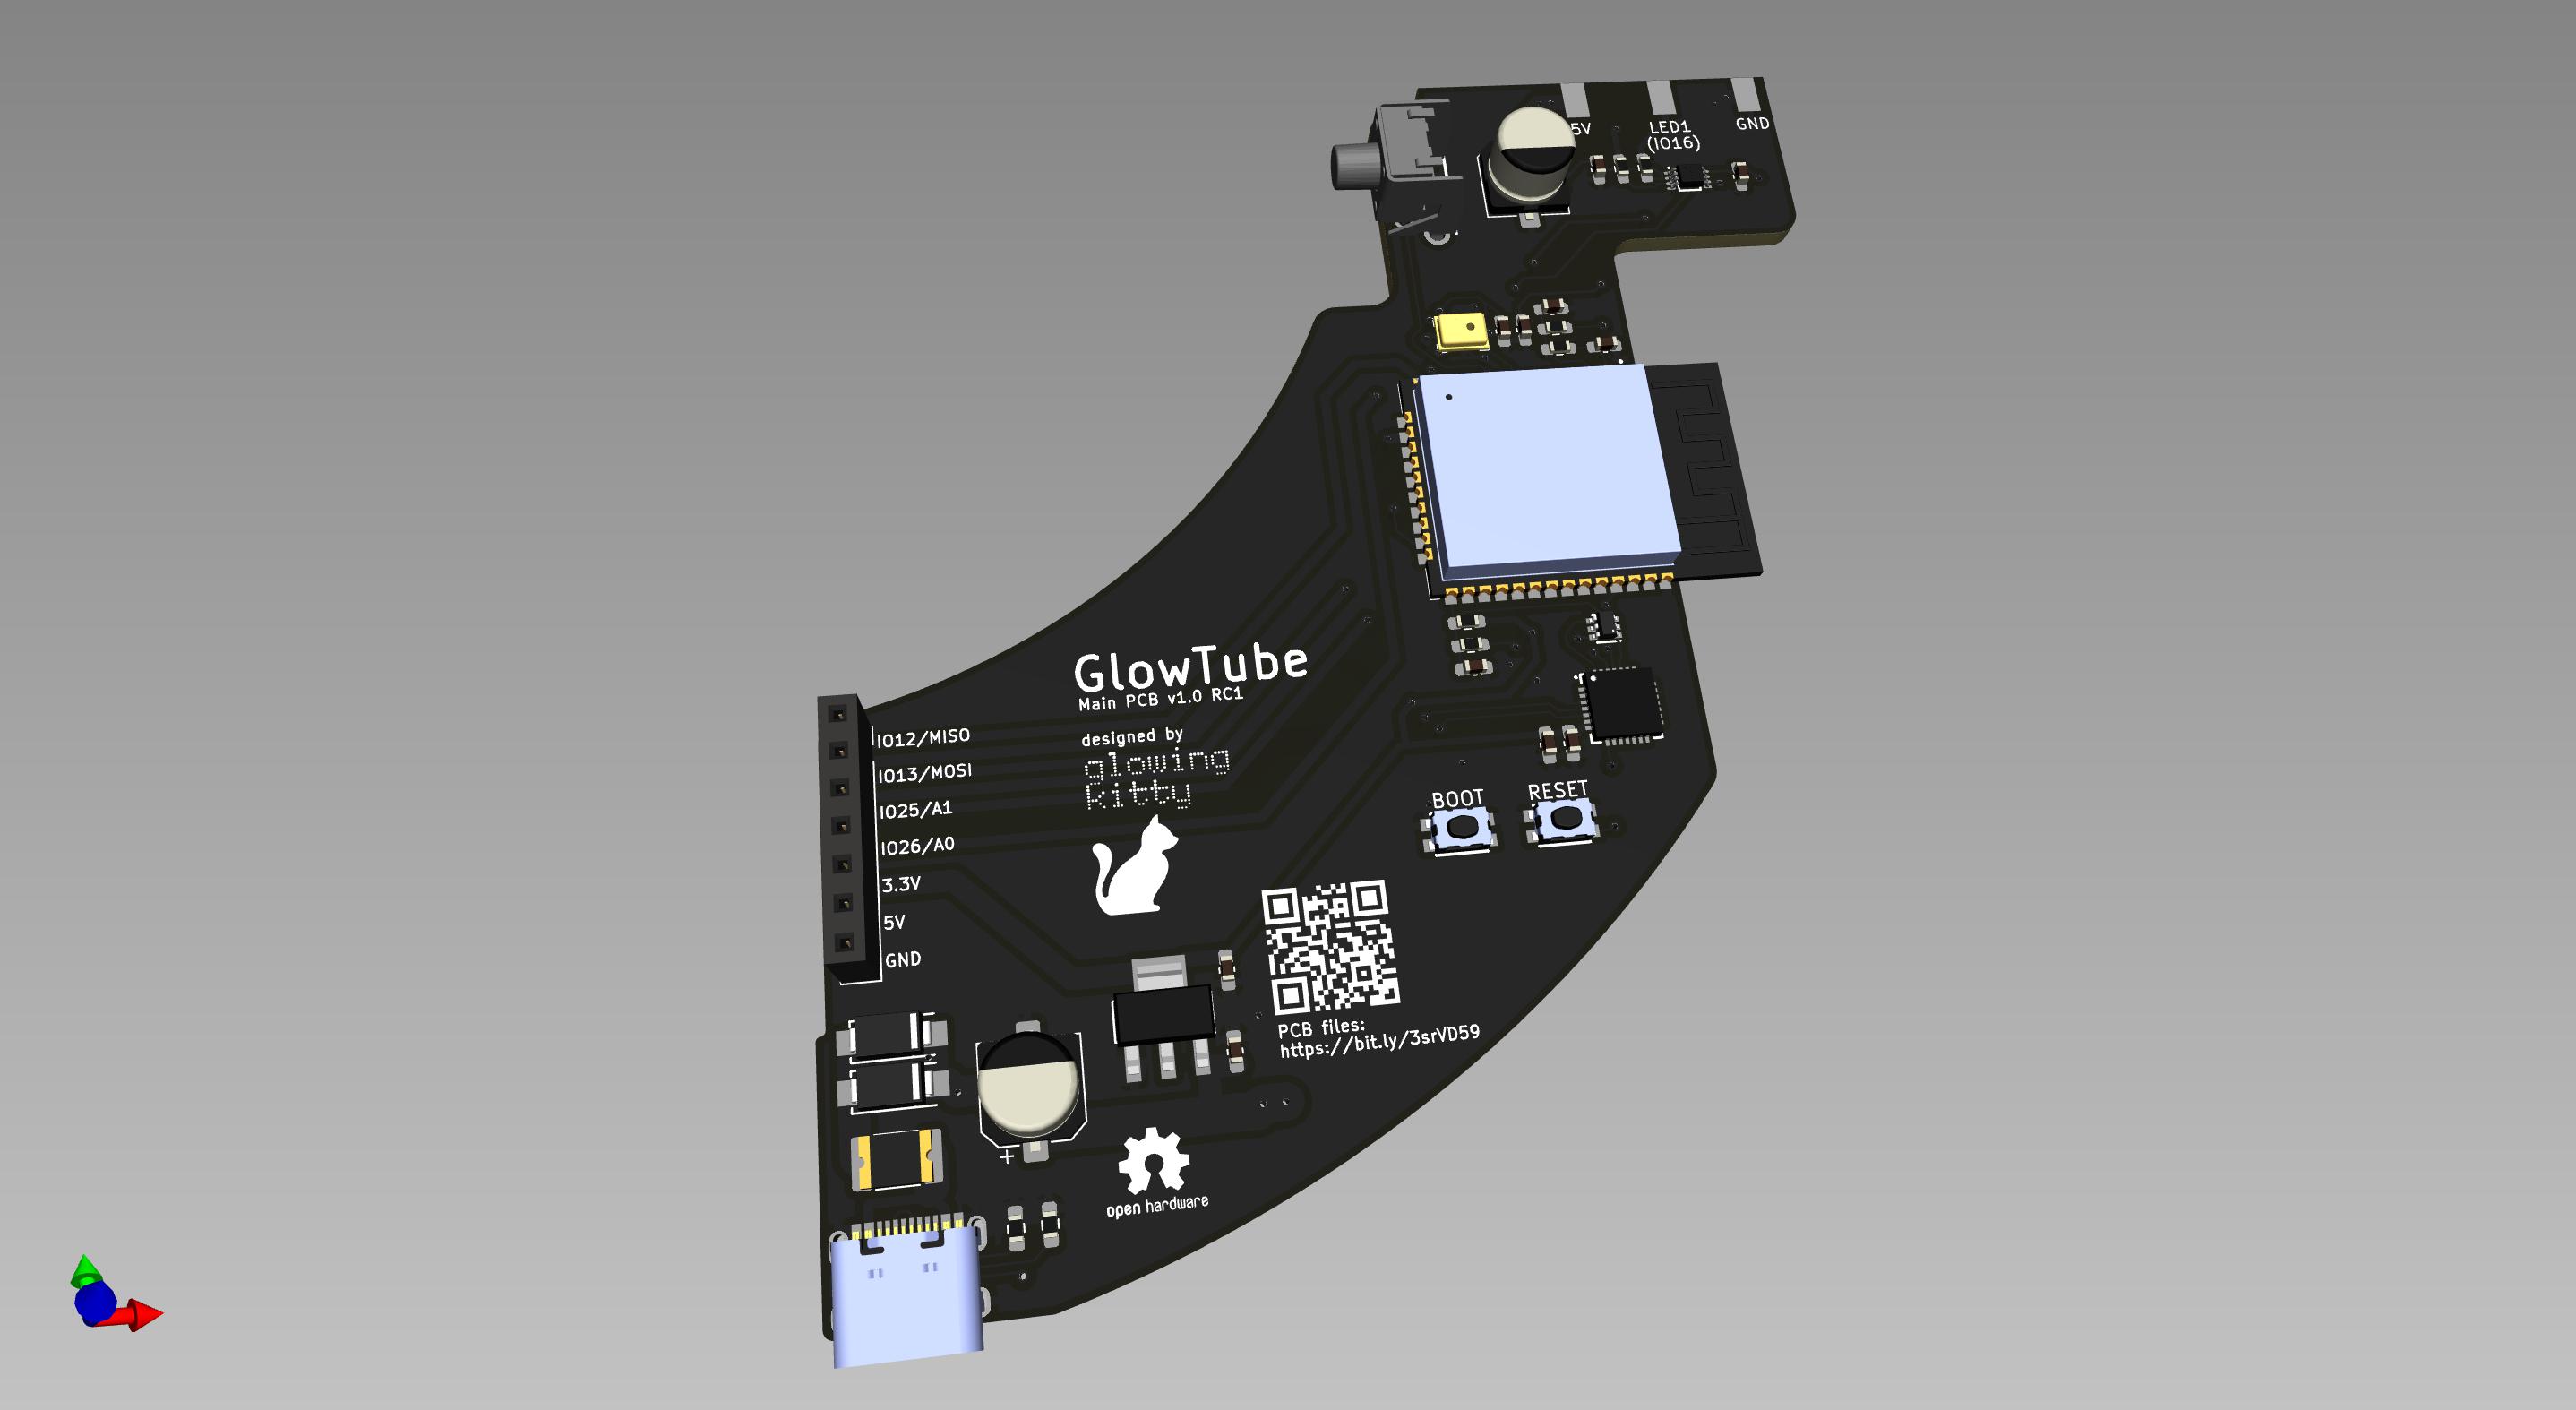 5V
LED1
(IO16)
GND
GlowTube
Main PCB v1.0 RC1
designed by
glowing
kitty
IO12/MISO
IO13/MOSI
IO25/A1
IO26/A0
3.3V
5V
GND
BOOT
RESET
PCB files:
https://bit.ly/3srVD59
+
open hardware